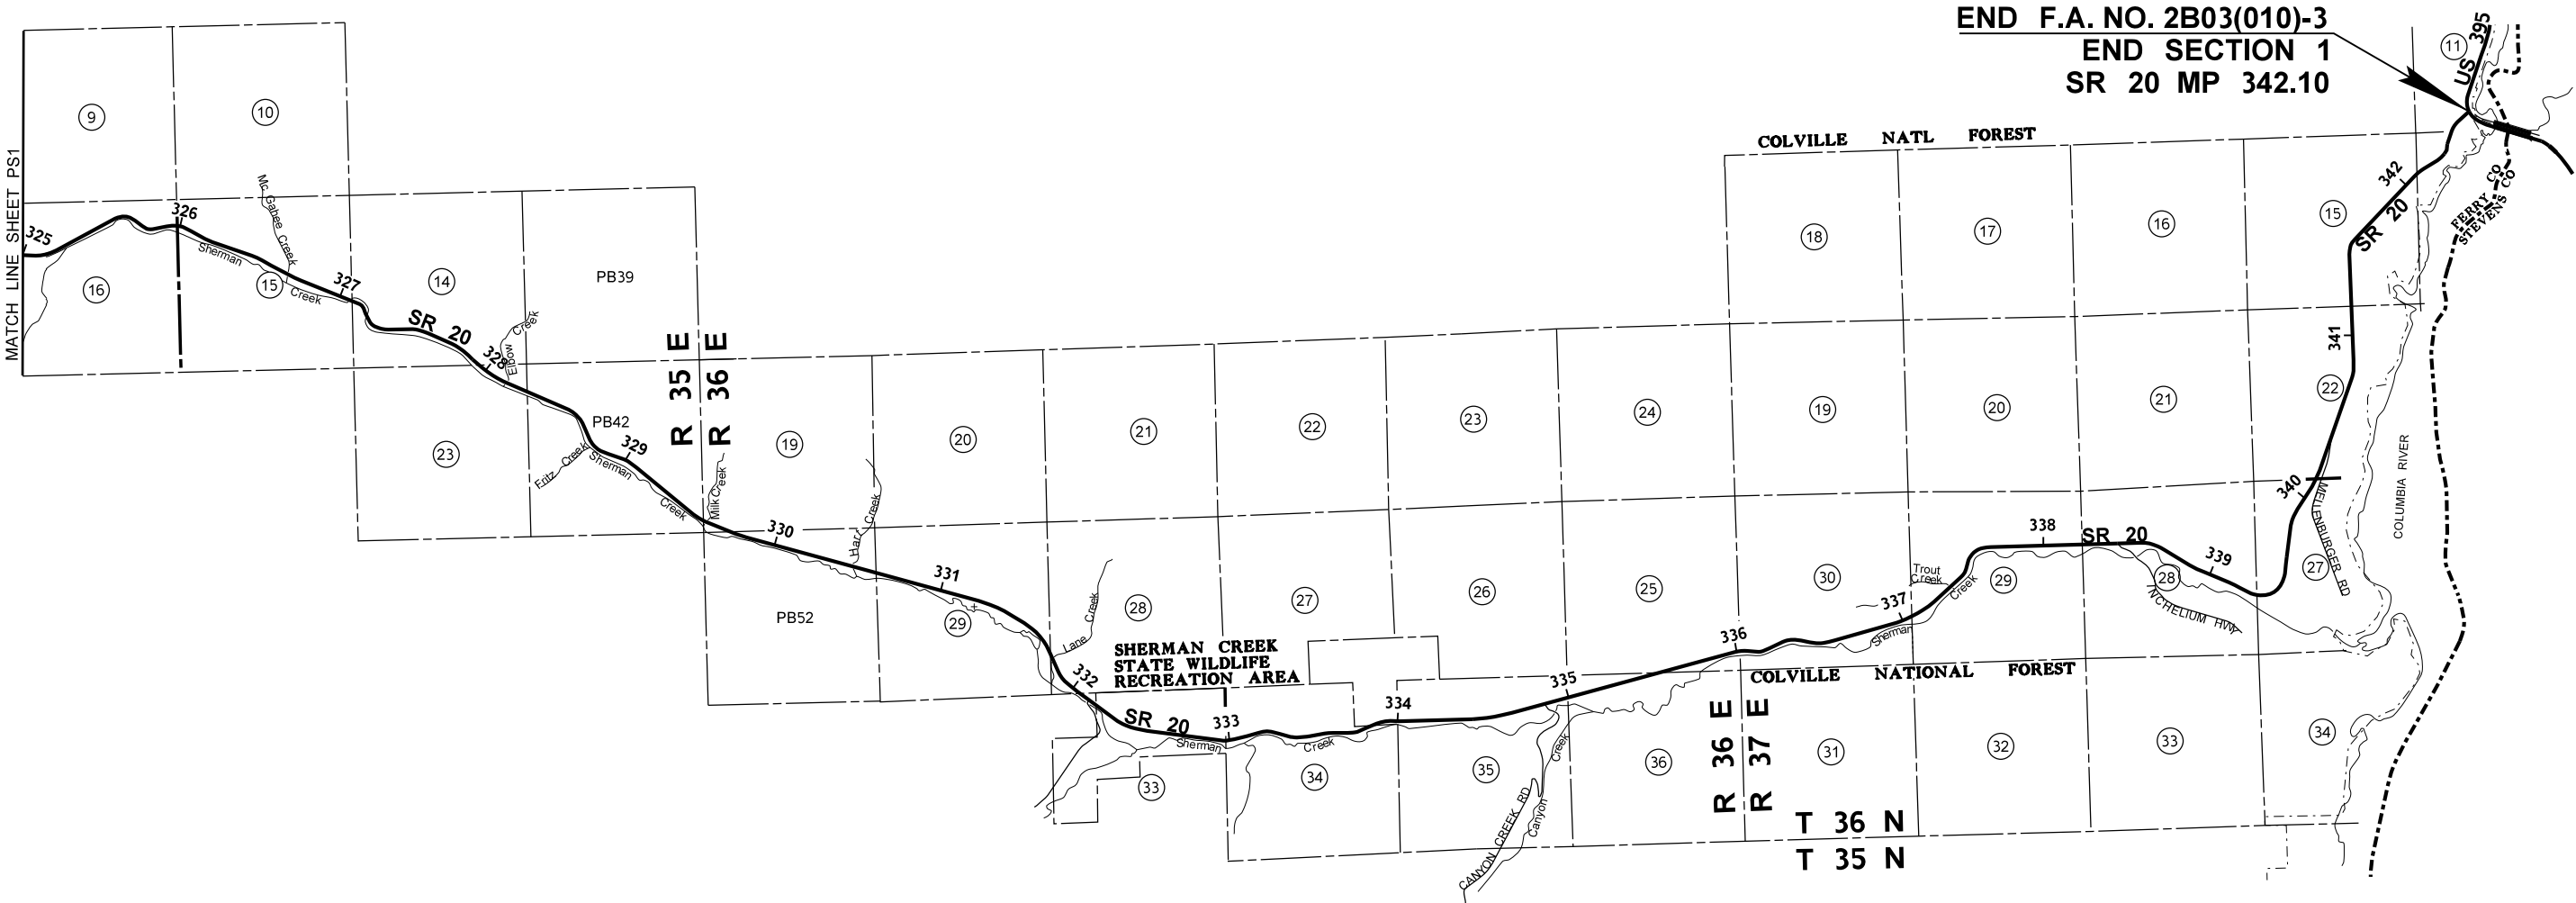 END F.A. NO. 2B03(010)-3
END SECTION 1
SR 20 MP 342.10
11
US 395
MATCH LINE SHEET PS1
9
10
COLVILLE NATL FOREST
342
SR 20
FERRY CO
STEVENS CO
325
326
Mc Gahee Creek
Sherman
Creek
16
15
327
14
PB39
18
17
16
15
SR 20
328
Elbow Creek
R 35 E
R 36 E
341
22
23
PB42
329
Fritz Creek
Sherman
Creek
Milk Creek
19
20
21
22
23
24
19
20
21
COLUMBIA RIVER
340
MELLENBURGER RD
330
Creek
331
PB52
29
28
27
26
25
30
Trout
Creek
337
Sherman
Creek
29
338
SR 20
28
339
27
Lane Creek
332
SHERMAN CREEK
STATE WILDLIFE
RECREATION AREA
336
COLVILLE NATIONAL FOREST
SR 20
333
334
335
Sherman
Creek
33
34
35
Canyon
Creek
CANYON CREEK RD
36
R 36 E
R 37 E
31
32
33
34
T 36 N
T 35 N